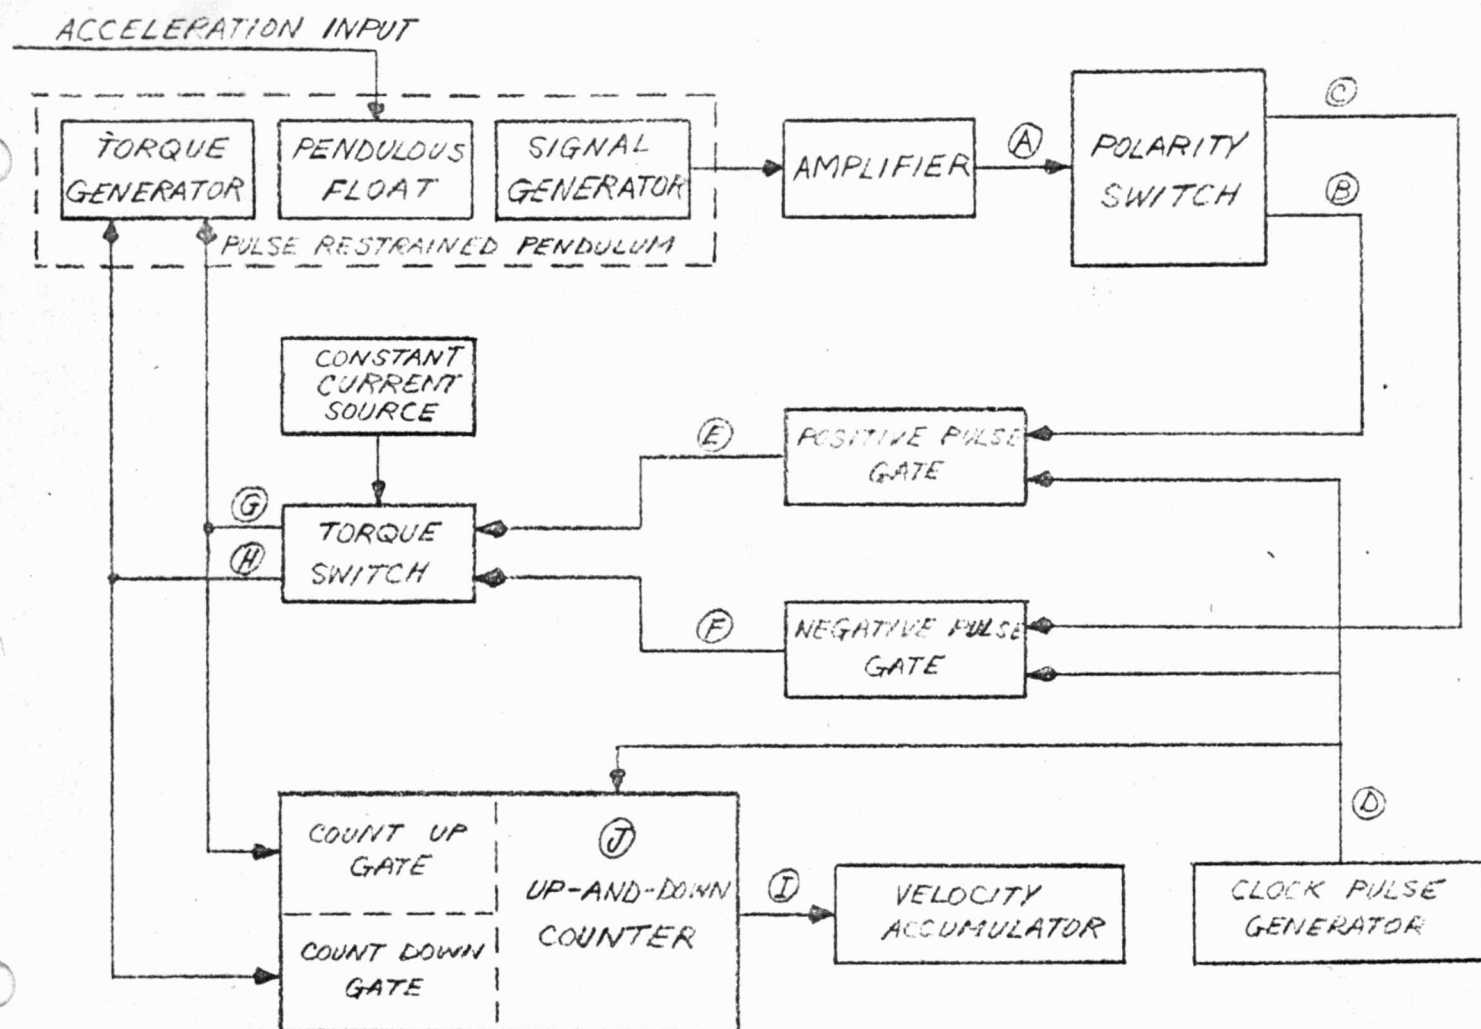 ACCELERATION INPUT
TORQUE
GENERATOR
PENDULOUS
FLOAT
SIGNAL
GENERATOR
PULSE RESTRAINED PENDULUM
AMPLIFIER
A
POLARITY
SWITCH
C
B
CONSTANT
CURRENT
SOURCE
E
POSITIVE PULSE
GATE
G
H
TORQUE
SWITCH
F
NEGATIVE PULSE
GATE
COUNT UP
GATE
COUNT DOWN
GATE
J
UP-AND-DOWN
COUNTER
I
VELOCITY
ACCUMULATOR
D
CLOCK PULSE
GENERATOR